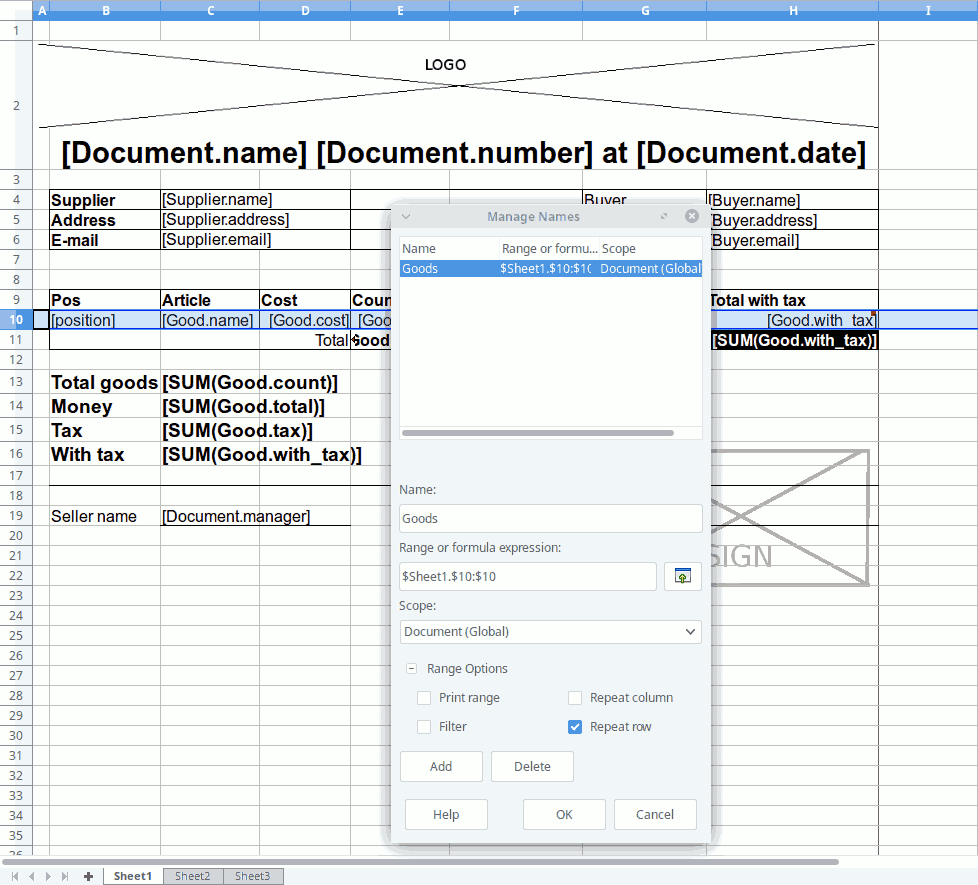 A B C D E F G H I
1
LOGO
2
[Document.name] [Document.number] at [Document.date]
3
4 Supplier [Supplier.name] Buyer [Buyer.name]
5 Address [Supplier.address] [Buyer.address]
6 E-mail [Supplier.email] [Buyer.email]
7
8
9 Pos Article Cost Coun Total with tax
10 [position] [Good.name] [Good.cost] [Goo [Good.with_tax]
11 Total Good [SUM(Good.with_tax)]
12
13 Total goods [SUM(Good.count)]
14 Money [SUM(Good.total)]
15 Tax [SUM(Good.tax)]
16 With tax [SUM(Good.with_tax)]
17
18
19 Seller name [Document.manager]
20
21 SIGN
22
23
24
25
26
27
28
29
30
31
32
33
34
35
36
Manage Names
Name Range or formu... Scope
Goods $Sheet1.$10:$10 Document (Global
Name:
Goods
Range or formula expression:
$Sheet1.$10:$10
Scope:
Document (Global)
Range Options
Print range Repeat column
Filter Repeat row
Add Delete
Help OK Cancel
Sheet1 Sheet2 Sheet3